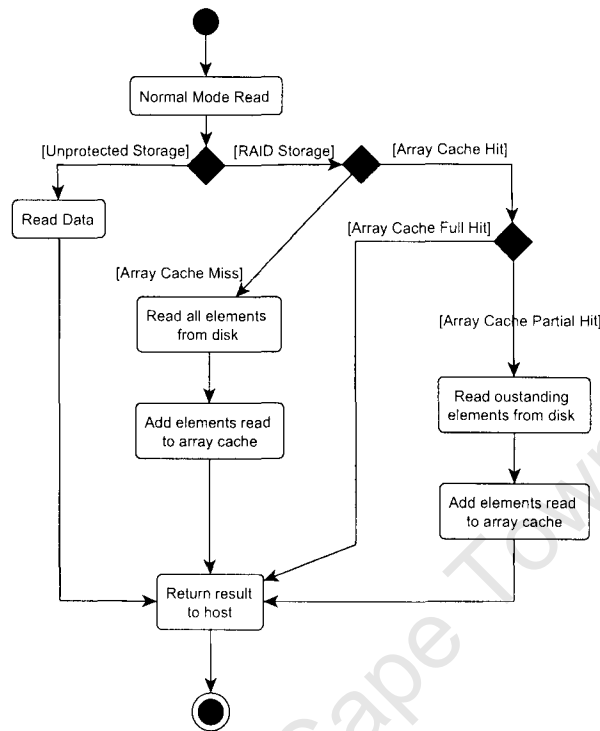 Normal Mode Read
[Unprotected Storage]
[RAID Storage]
[Array Cache Hit]
Read Data
[Array Cache Full Hit]
[Array Cache Miss]
Read all elements
from disk
[Array Cache Partial Hit]
Read oustanding
elements from disk
Add elements read
to array cache
Add elements read
to array cache
Return result
to host
Cape Town